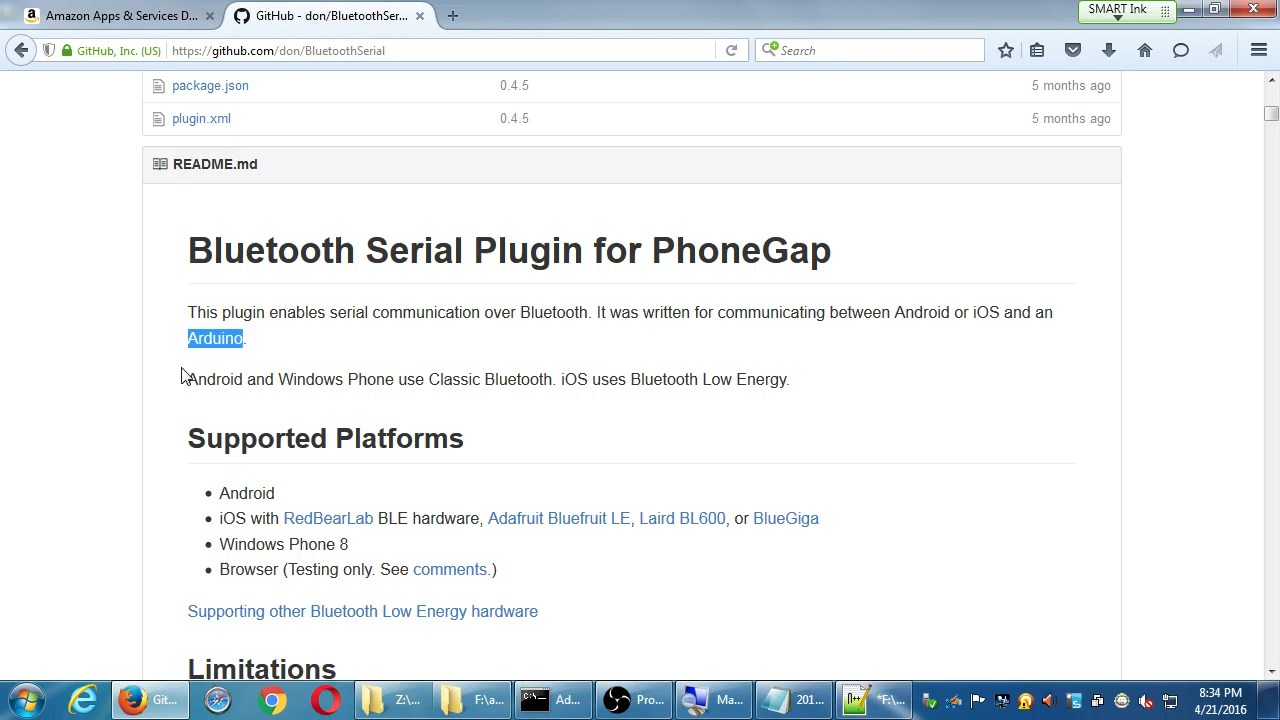 Amazon Apps & Services D...
GitHub - don/BluetoothSer...
SMART Ink
GitHub, Inc. (US)
https://github.com/don/BluetoothSerial
Search
package.json 0.4.5 5 months ago
plugin.xml 0.4.5 5 months ago
README.md
Bluetooth Serial Plugin for PhoneGap
This plugin enables serial communication over Bluetooth. It was written for communicating between Android or iOS and an
Arduino.
Android and Windows Phone use Classic Bluetooth. iOS uses Bluetooth Low Energy.
Supported Platforms
• Android
• iOS with RedBearLab BLE hardware, Adafruit Bluefruit LE, Laird BL600, or BlueGiga
• Windows Phone 8
• Browser (Testing only. See comments.)
Supporting other Bluetooth Low Energy hardware
Limitations
Git... Z:\... F:\a... Ad... Pro... Ma... 201... *F:\...
8:34 PM
4/21/2016